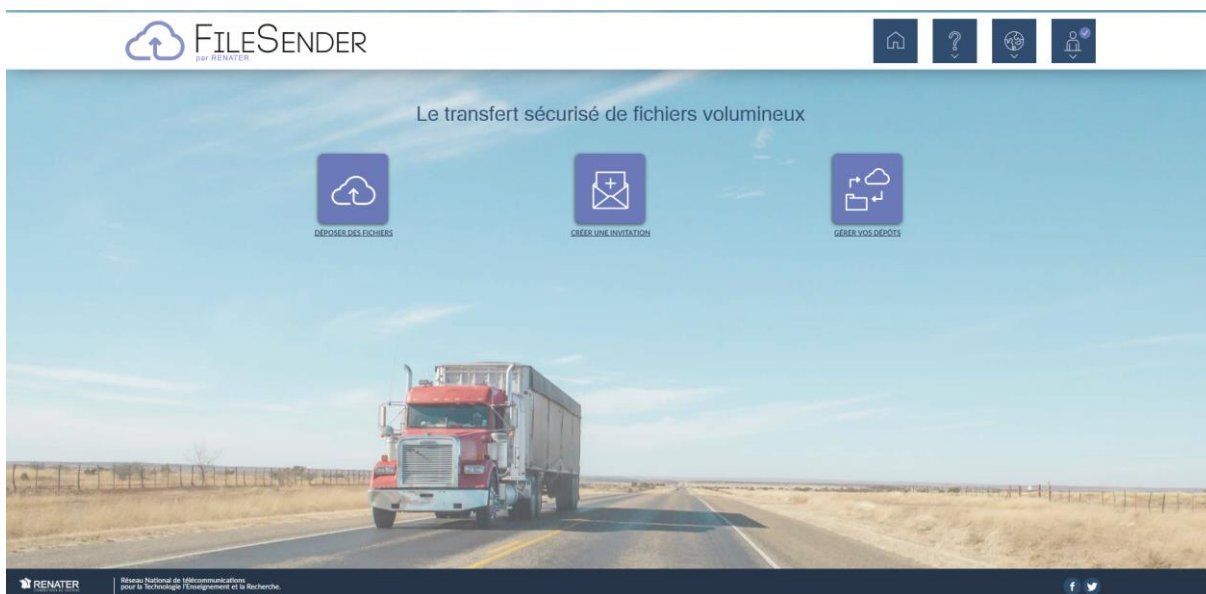 FILESENDER
par RENATER
Le transfert sécurisé de fichiers volumineux
DÉPOSER DES FICHIERS
CRÉER UNE INVITATION
GÉRER VOS DÉPÔTS
RENATER
Réseau National de télécommunications
pour la Technologie l'Enseignement et la Recherche.